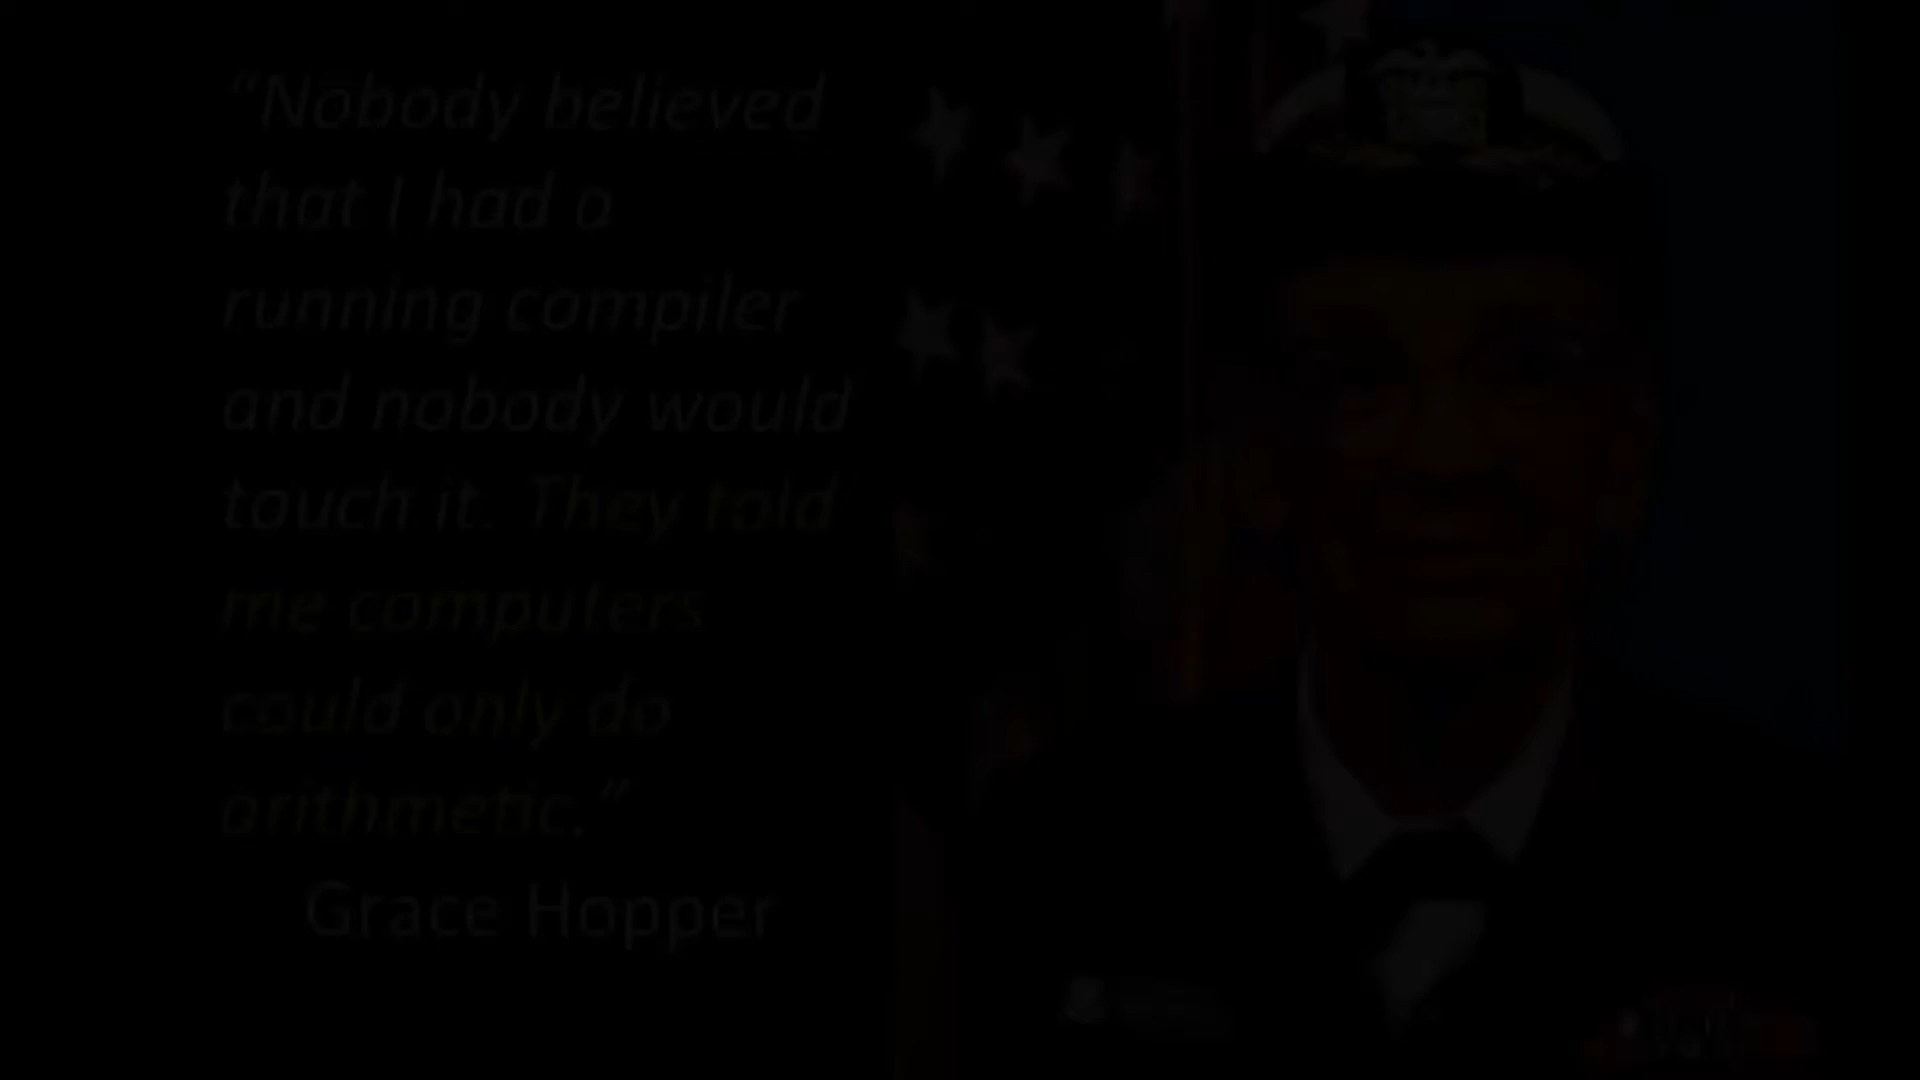 “Nobody believed
that I had a
running compiler
and nobody would
touch it. They told
me computers
could only do
arithmetic.”
Grace Hopper